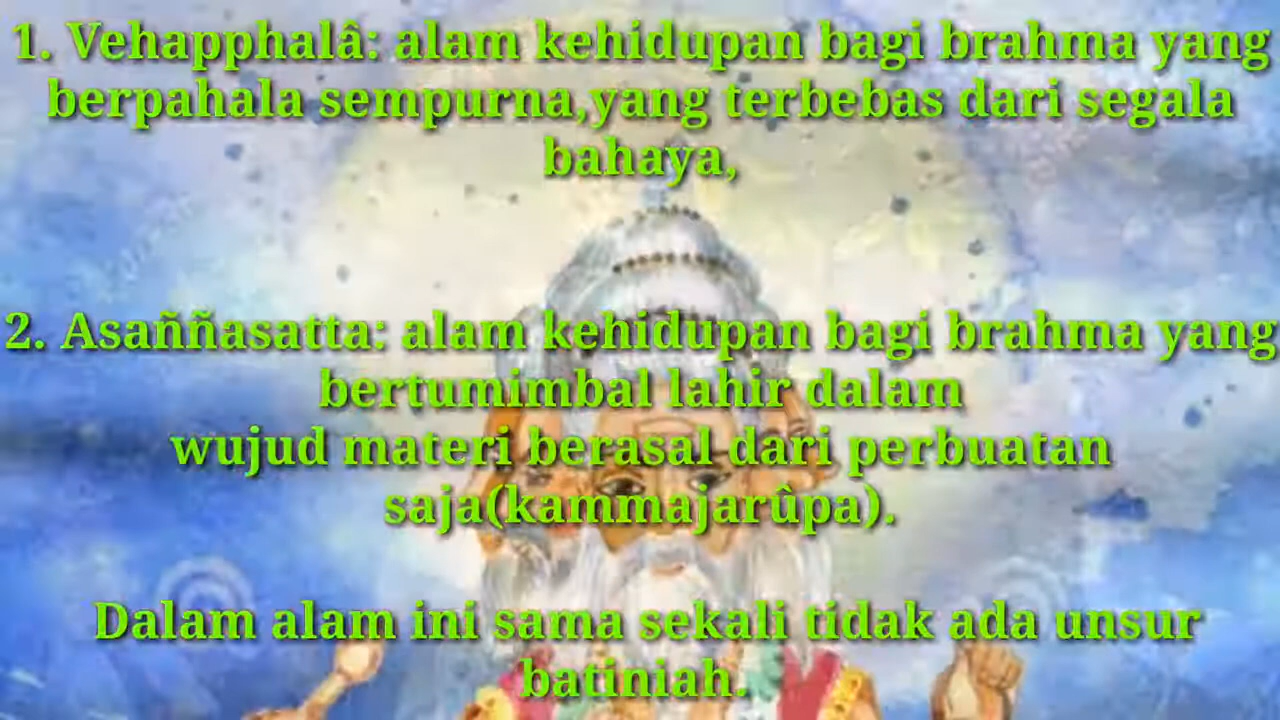 1. Vehapphalâ: alam kehidupan bagi brahma yang
berpahala sempurna,yang terbebas dari segala
bahaya,
2. Asaññasatta: alam kehidupan bagi brahma yang
bertumimbal lahir dalam
wujud materi berasal dari perbuatan
saja(kammajarûpa).
Dalam alam ini sama sekali tidak ada unsur
batiniah.